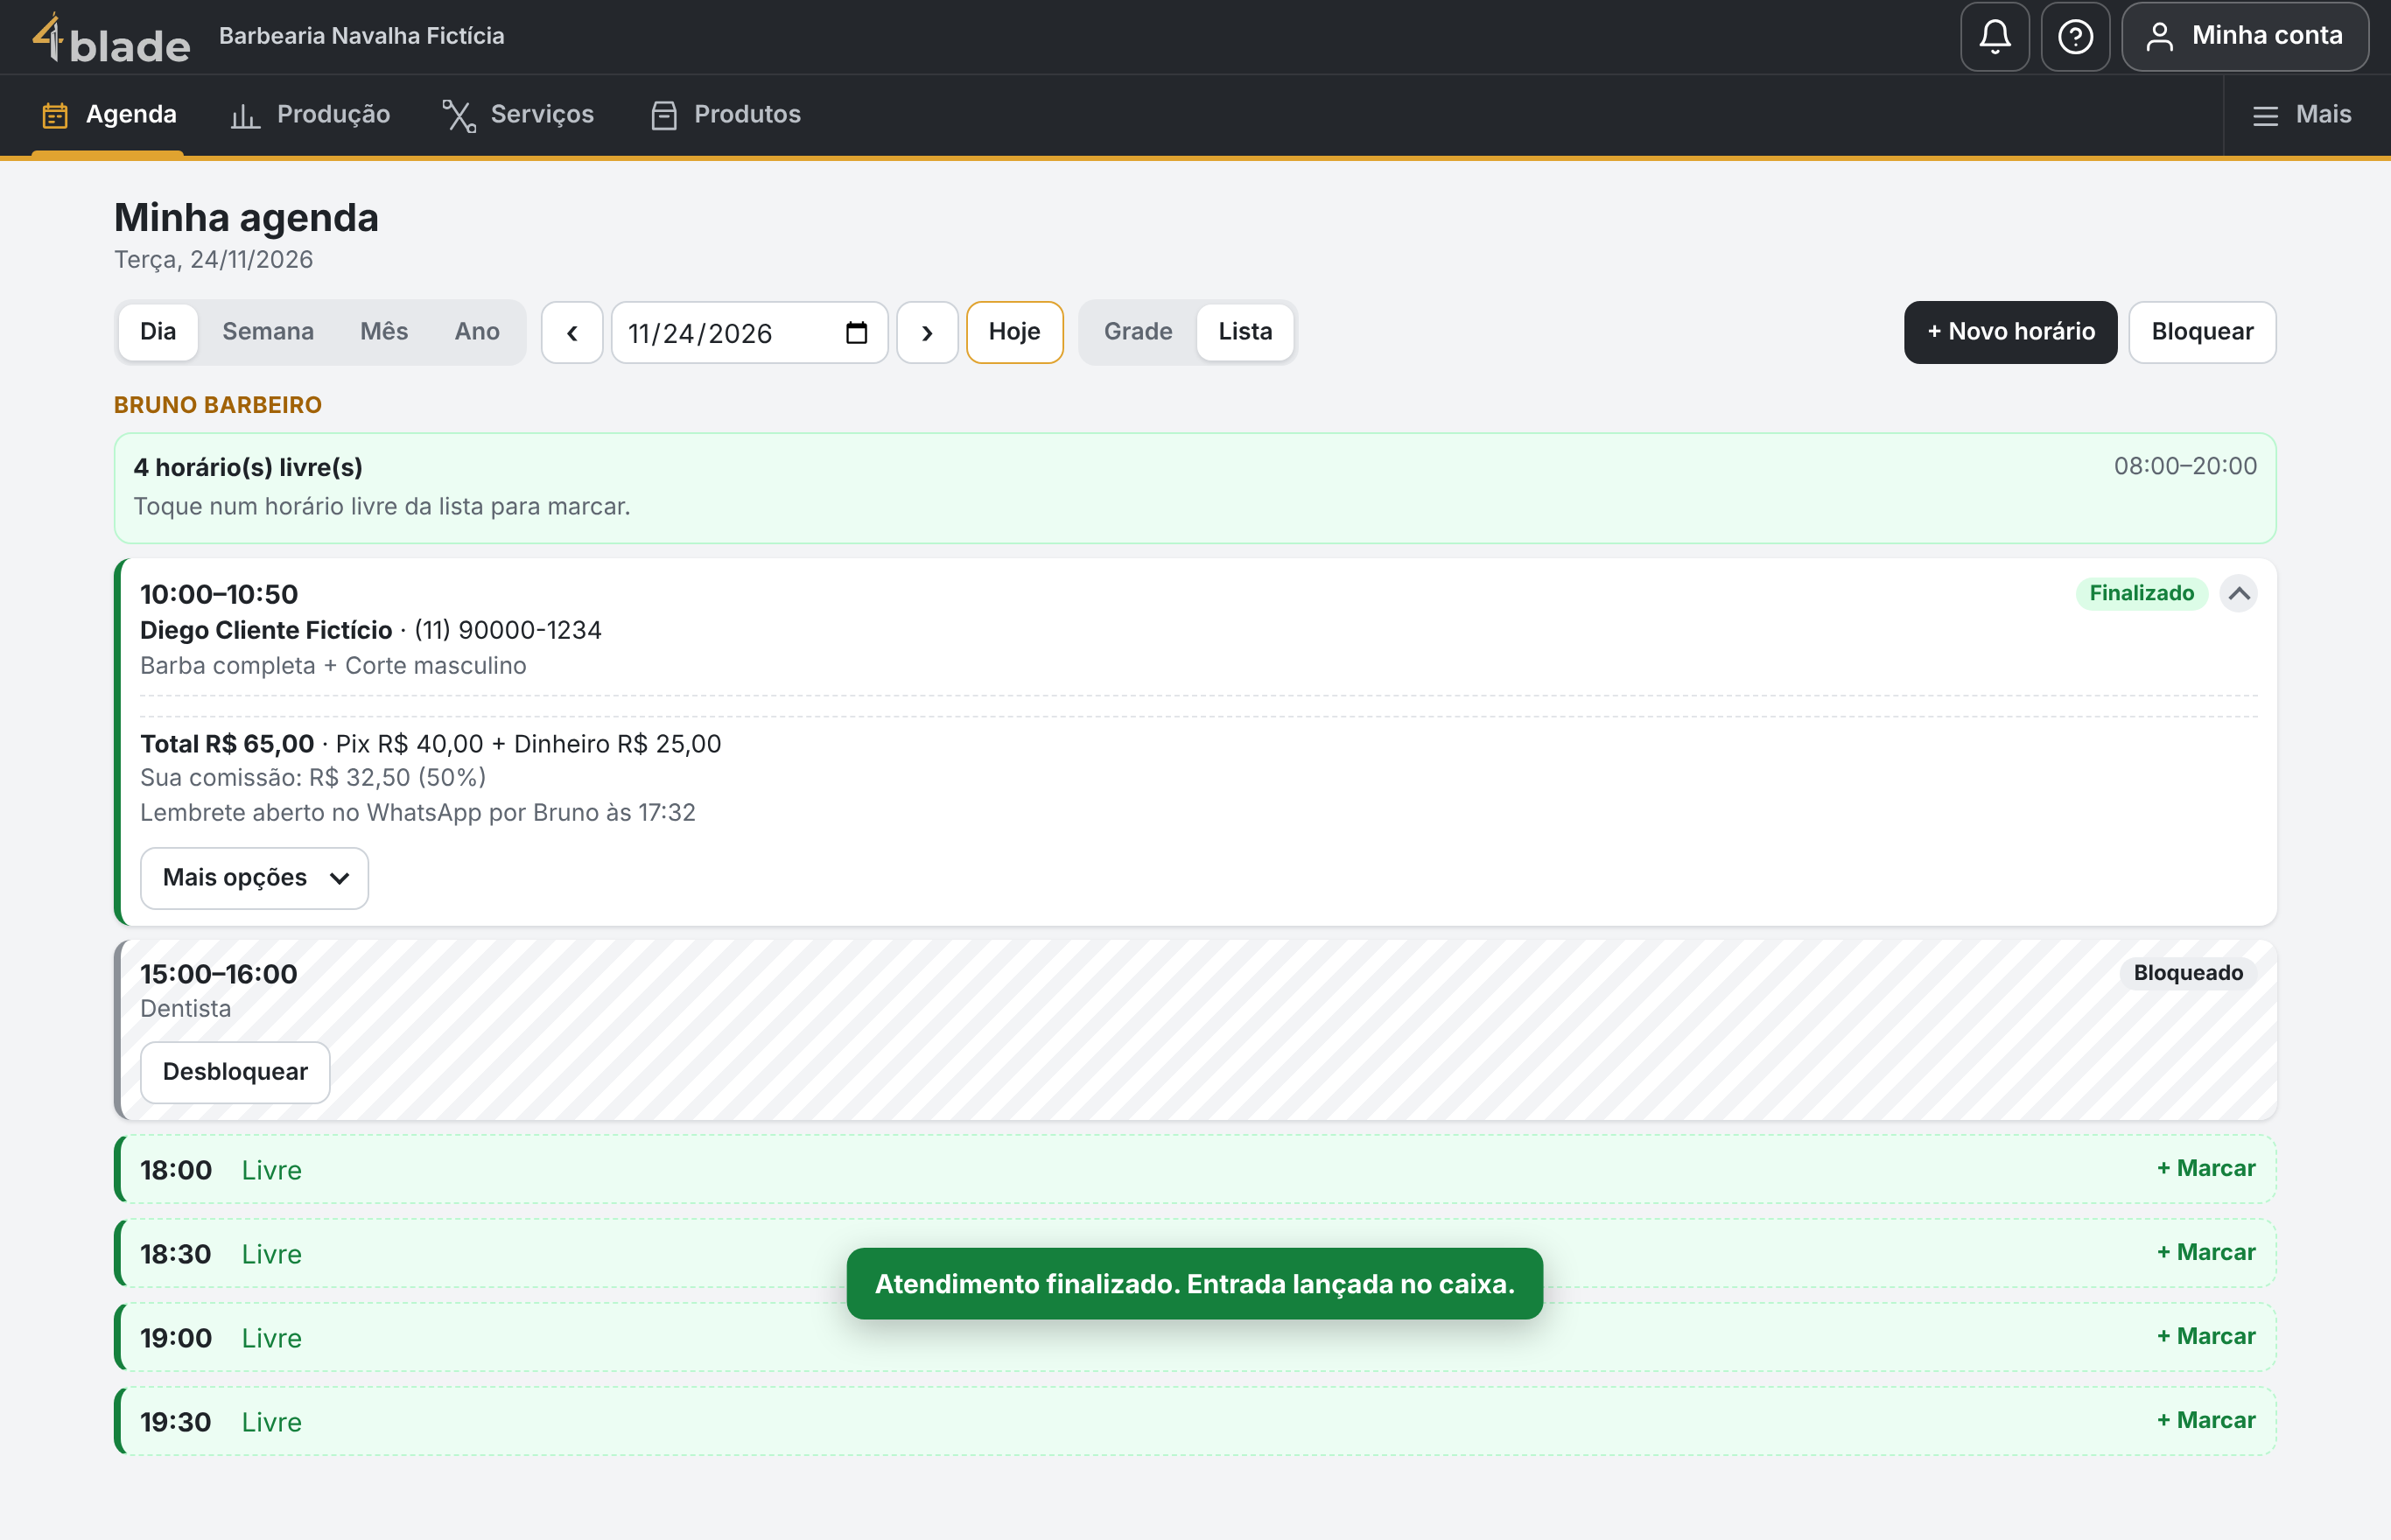 4blade Barbearia Navalha Fictícia Minha conta
Agenda Produção Serviços Produtos Mais
Minha agenda
Terça, 24/11/2026
Dia Semana Mês Ano ‹ 11/24/2026 › Hoje Grade Lista + Novo horário Bloquear
BRUNO BARBEIRO
4 horário(s) livre(s) 08:00–20:00
Toque num horário livre da lista para marcar.
10:00–10:50 Finalizado
Diego Cliente Fictício · (11) 90000-1234
Barba completa + Corte masculino
Total R$ 65,00 · Pix R$ 40,00 + Dinheiro R$ 25,00
Sua comissão: R$ 32,50 (50%)
Lembrete aberto no WhatsApp por Bruno às 17:32
Mais opções
15:00–16:00 Bloqueado
Dentista
Desbloquear
18:00 Livre + Marcar
18:30 Livre + Marcar
Atendimento finalizado. Entrada lançada no caixa.
19:00 Livre + Marcar
19:30 Livre + Marcar